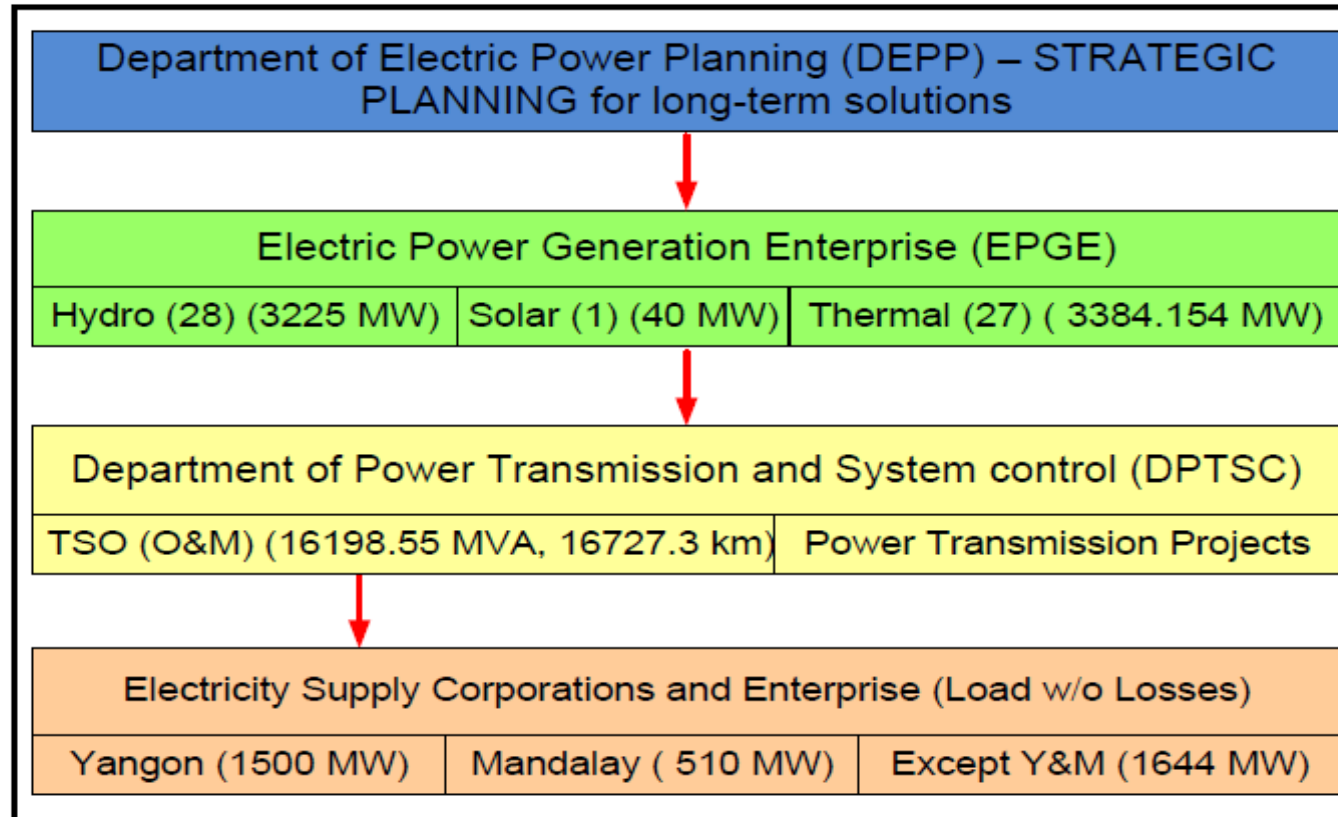 Department of Electric Power Planning (DEPP) – STRATEGIC
PLANNING for long-term solutions
Electric Power Generation Enterprise (EPGE)
Hydro (28) (3225 MW)
Solar (1) (40 MW)
Thermal (27) ( 3384.154 MW)
Department of Power Transmission and System control (DPTSC)
TSO (O&M) (16198.55 MVA, 16727.3 km)
Power Transmission Projects
Electricity Supply Corporations and Enterprise (Load w/o Losses)
Yangon (1500 MW)
Mandalay ( 510 MW)
Except Y&M (1644 MW)